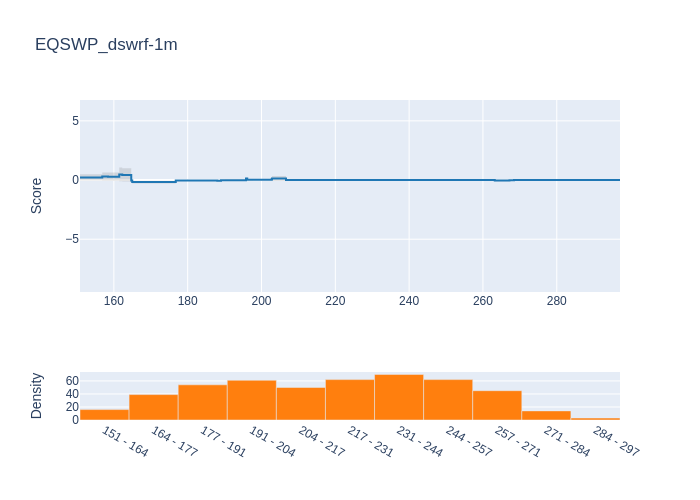 EQSWP_dswrf-1m
5
0
−5
Score
160
180
200
220
240
260
280
60
40
20
0
Density
151 - 164
164 - 177
177 - 191
191 - 204
204 - 217
217 - 231
231 - 244
244 - 257
257 - 271
271 - 284
284 - 297